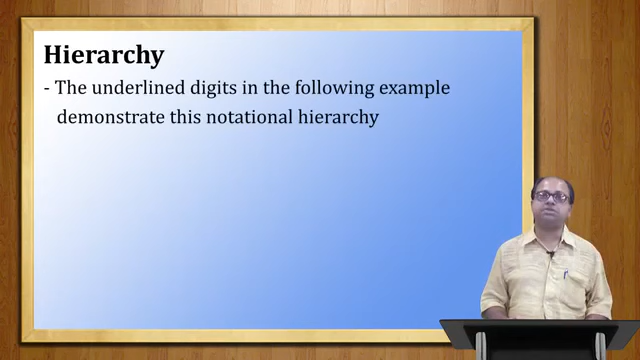 Hierarchy
- The underlined digits in the following example
demonstrate this notational hierarchy